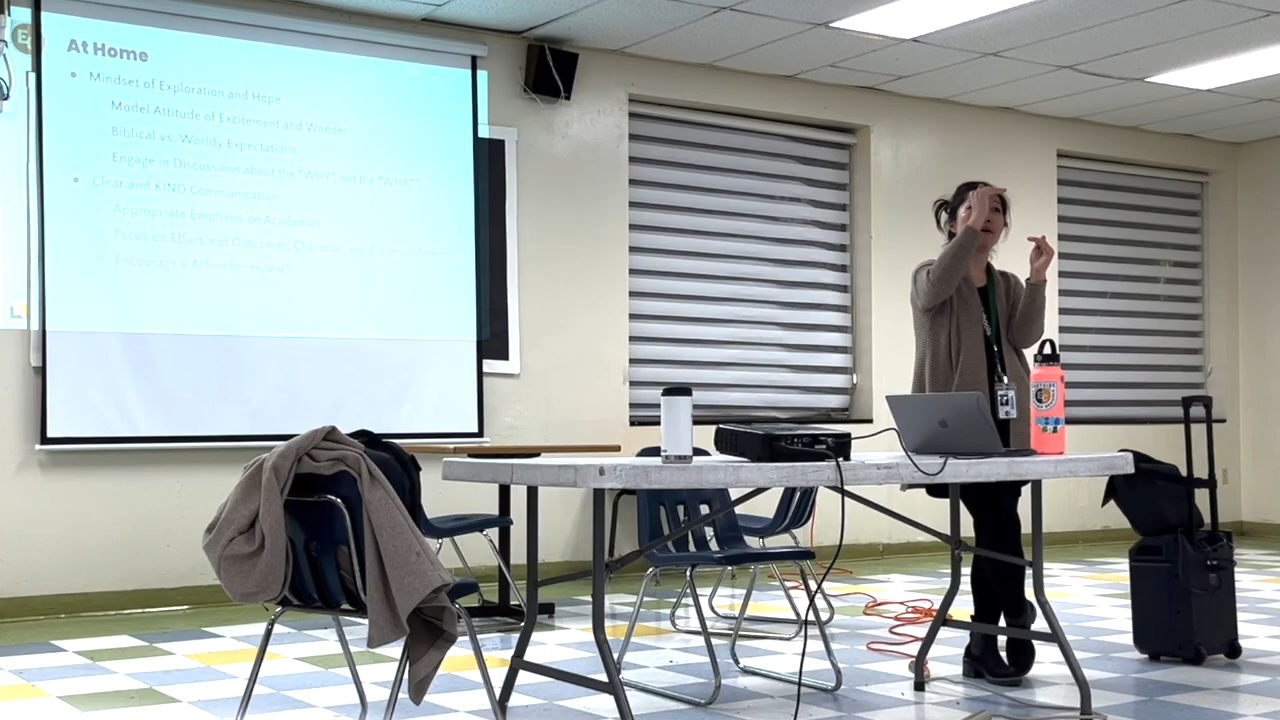 At Home
Mindset of Exploration and Hope
Model Attitude of Excitement and Wonder
Biblical vs. Worldly Expectations
Engage in Discussions about the "WHY", not the "WHAT"
Clear and KIND Communication
Appropriate Emphasis on Academics
Focus on Effort, not Outcomes, Character, not
Encourage + Affirm (on repeat)